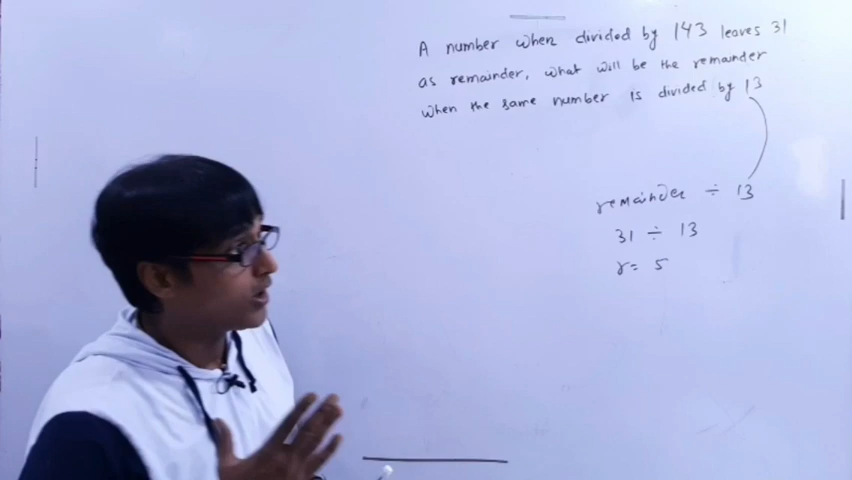 A number when divided by 143 leaves 31
as remainder, what will be the remainder
when the same number is divided by 13
remainder ÷ 13
31 ÷ 13
r= 5